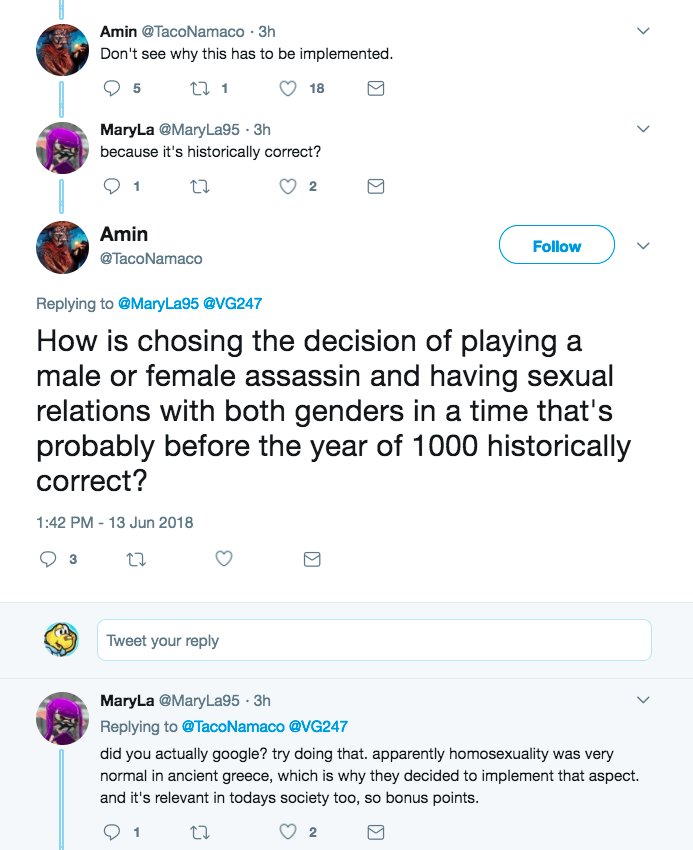 Amin @TacoNamaco · 3h
Don't see why this has to be implemented.
5 1 18
MaryLa @MaryLa95 · 3h
because it's historically correct?
1 2
Amin
@TacoNamaco
Follow
Replying to @MaryLa95 @VG247
How is chosing the decision of playing a
male or female assassin and having sexual
relations with both genders in a time that's
probably before the year of 1000 historically
correct?
1:42 PM - 13 Jun 2018
3
Tweet your reply
MaryLa @MaryLa95 · 3h
Replying to @TacoNamaco @VG247
did you actually google? try doing that. apparently homosexuality was very
normal in ancient greece, which is why they decided to implement that aspect.
and it's relevant in todays society too, so bonus points.
1 2